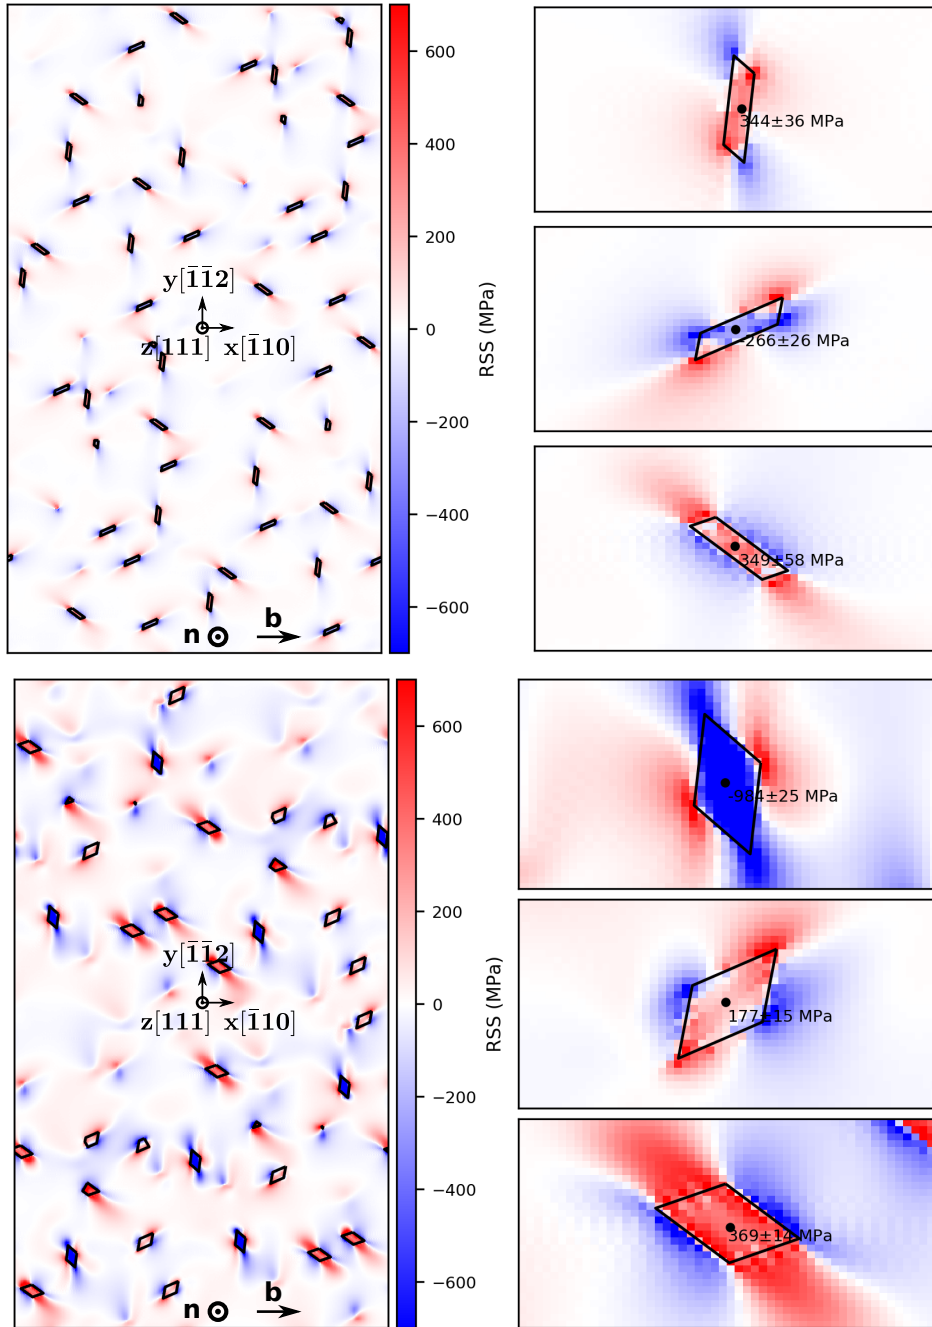 600
400
200
0
−200
−400
−600
RSS (MPa)
y[1̄1̄2]
z[111] x[1̄10]
n b
344±36 MPa
-266±26 MPa
349±58 MPa
600
400
200
0
−200
−400
−600
RSS (MPa)
y[1̄1̄2]
z[111] x[1̄10]
n b
-984±25 MPa
177±15 MPa
369±14 MPa